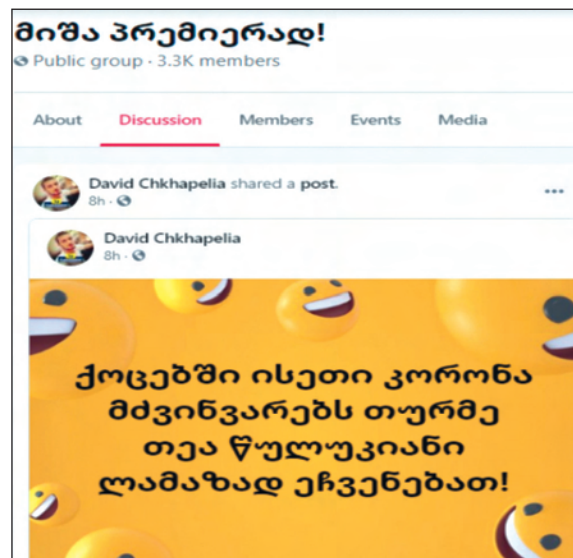 მიშა პრემიერად!
Public group · 3.3K members
About Discussion Members Events Media
David Chkhapelia shared a post.
8h ·
David Chkhapelia
8h ·
ქოცებში ისეთი კორონა
მძვინვარებს თურმე
თეა წულუკიანი
ლამაზად ეჩვენებათ!